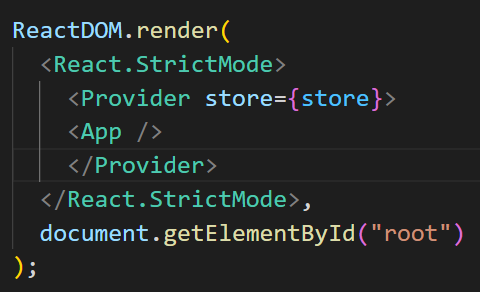 ReactDOM.render(
  <React.StrictMode>
    <Provider store={store}>
    <App />
    </Provider>
  </React.StrictMode>,
  document.getElementById("root")
);